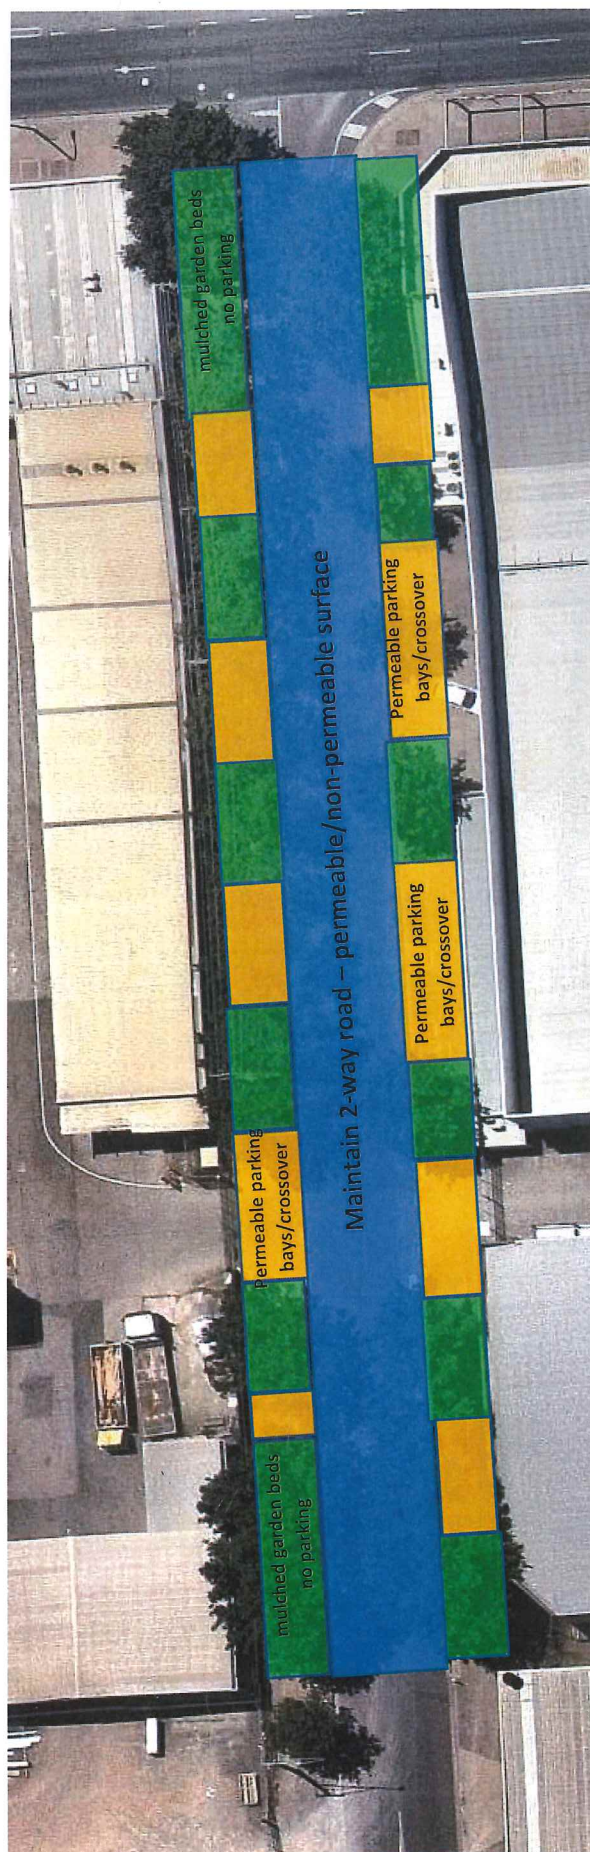 mulched garden beds
no parking
Permeable parking
bays/crossover
Maintain 2-way road – permeable/non-permeable surface
Permeable parking
bays/crossover
Permeable parking
bays/crossover
mulched garden beds
no parking